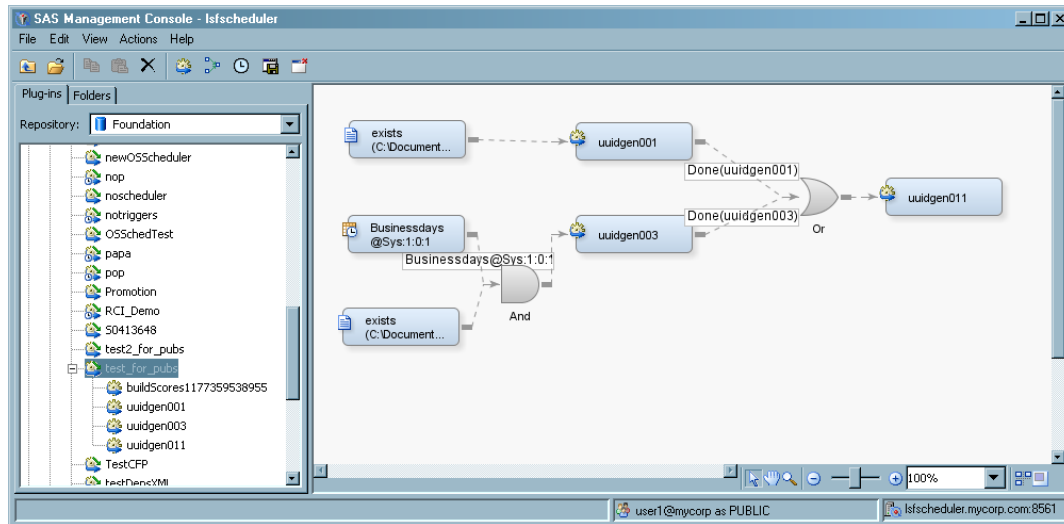 SAS Management Console - lsfscheduler
File Edit View Actions Help
Plug-ins Folders
Repository: Foundation
newOSScheduler
nop
noscheduler
notriggers
OSSchedTest
papa
pop
Promotion
RCI_Demo
S0413648
test2_for_pubs
test_for_pubs
buildScores1177359538955
uuidgen001
uuidgen003
uuidgen011
TestCFP
testDepsXML
exists
(C:\Document...
uuidgen001
Done(uuidgen001)
Or
uuidgen011
Businessdays
@Sys:1:0:1
Businessdays@Sys:1:0:1
And
uuidgen003
Done(uuidgen003)
exists
(C:\Document...
100%
user1@mycorp as PUBLIC
lsfscheduler.mycorp.com:8561